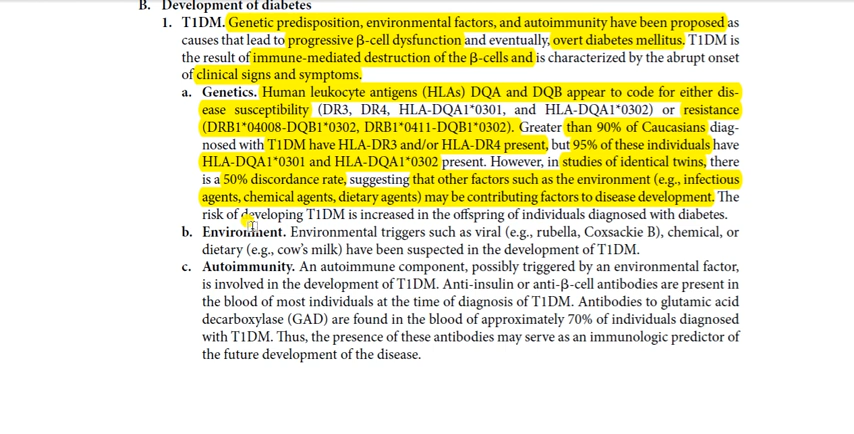 B. Development of diabetes
1. T1DM. Genetic predisposition, environmental factors, and autoimmunity have been proposed as
causes that lead to progressive β-cell dysfunction and eventually, overt diabetes mellitus. T1DM is
the result of immune-mediated destruction of the β-cells and is characterized by the abrupt onset
of clinical signs and symptoms.
a. Genetics. Human leukocyte antigens (HLAs) DQA and DQB appear to code for either dis-
ease susceptibility (DR3, DR4, HLA-DQA1*0301, and HLA-DQA1*0302) or resistance
(DRB1*04008-DQB1*0302, DRB1*0411-DQB1*0302). Greater than 90% of Caucasians diag-
nosed with T1DM have HLA-DR3 and/or HLA-DR4 present, but 95% of these individuals have
HLA-DQA1*0301 and HLA-DQA1*0302 present. However, in studies of identical twins, there
is a 50% discordance rate, suggesting that other factors such as the environment (e.g., infectious
agents, chemical agents, dietary agents) may be contributing factors to disease development. The
risk of developing T1DM is increased in the offspring of individuals diagnosed with diabetes.
b. Environment. Environmental triggers such as viral (e.g., rubella, Coxsackie B), chemical, or
dietary (e.g., cow's milk) have been suspected in the development of T1DM.
c. Autoimmunity. An autoimmune component, possibly triggered by an environmental factor,
is involved in the development of T1DM. Anti-insulin or anti-β-cell antibodies are present in
the blood of most individuals at the time of diagnosis of T1DM. Antibodies to glutamic acid
decarboxylase (GAD) are found in the blood of approximately 70% of individuals diagnosed
with T1DM. Thus, the presence of these antibodies may serve as an immunologic predictor of
the future development of the disease.